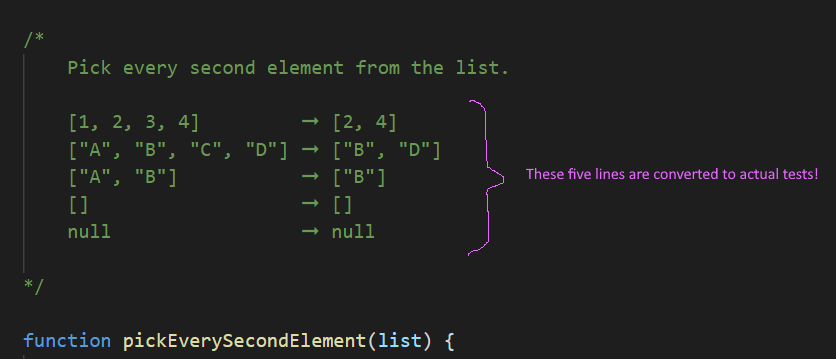 /*
Pick every second element from the list.
[1, 2, 3, 4] → [2, 4]
["A", "B", "C", "D"] → ["B", "D"]
["A", "B"] → ["B"]
These five lines are converted to actual tests!
[] → []
null → null
*/
function pickEverySecondElement(list) {